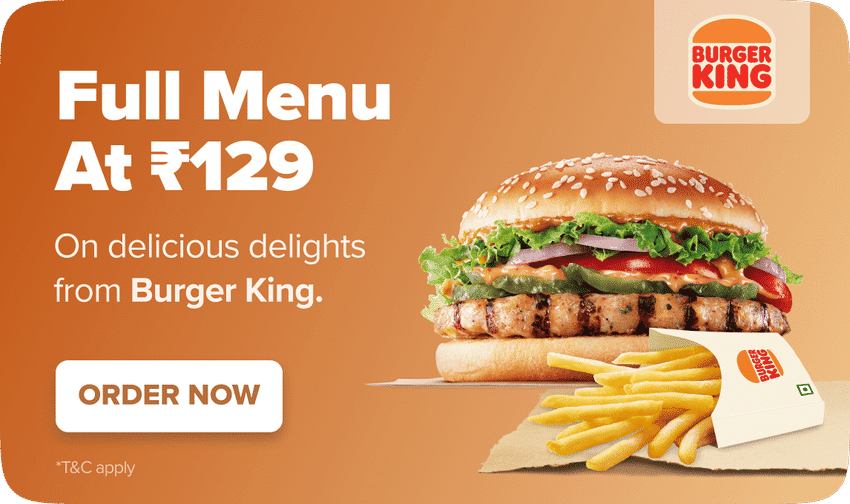 BURGER
KING
Full Menu
At ₹129
On delicious delights
from Burger King.
ORDER NOW
*T&C apply
BURGER
KING